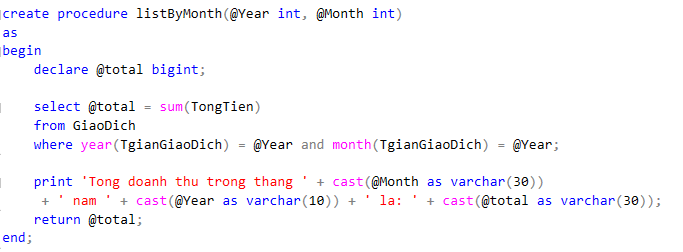 create procedure listByMonth(@Year int, @Month int)
as
begin
    declare @total bigint;
    select @total = sum(TongTien)
    from GiaoDich
    where year(TgianGiaoDich) = @Year and month(TgianGiaoDich) = @Year;
    print 'Tong doanh thu trong thang ' + cast(@Month as varchar(30))
     + ' nam ' + cast(@Year as varchar(10)) + ' la: ' + cast(@total as varchar(30));
    return @total;
end;